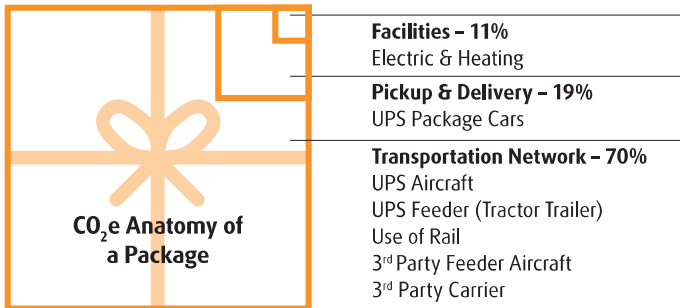 Facilities – 11%
Electric & Heating
Pickup & Delivery – 19%
UPS Package Cars
Transportation Network – 70%
UPS Aircraft
UPS Feeder (Tractor Trailer)
Use of Rail
3rd Party Feeder Aircraft
3rd Party Carrier
CO₂e Anatomy of
a Package